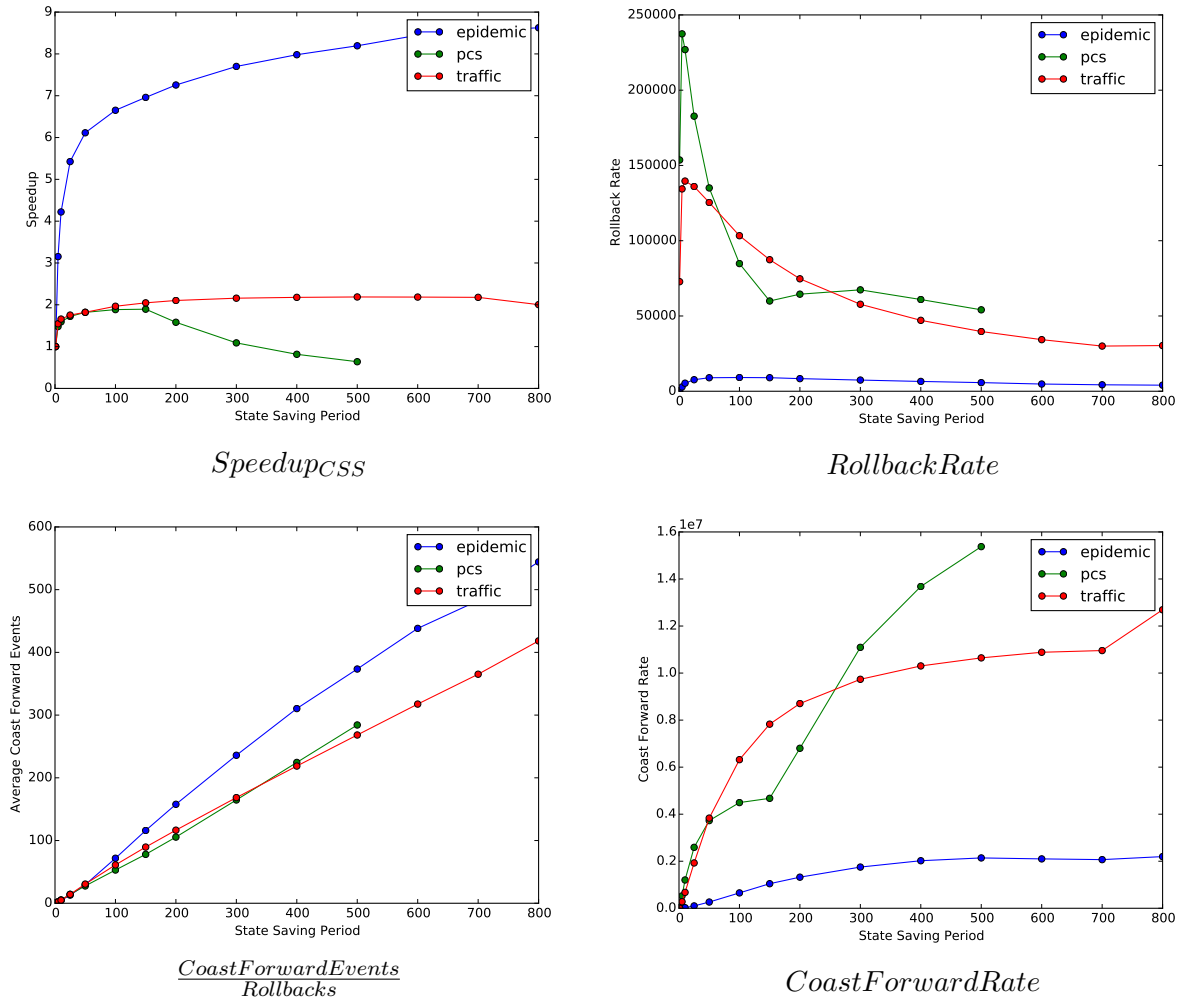 9
8
7
6
5
4
3
2
1
0
Speedup
epidemic
pcs
traffic
0 100 200 300 400 500 600 700 800
State Saving Period
Speedup_CSS
250000
200000
150000
100000
50000
0
Rollback Rate
epidemic
pcs
traffic
0 100 200 300 400 500 600 700 800
State Saving Period
RollbackRate
600
500
400
300
200
100
0
Average Coast Forward Events
epidemic
pcs
traffic
0 100 200 300 400 500 600 700 800
State Saving Period
CoastForwardEvents
Rollbacks
1e7
1.6
1.4
1.2
1.0
0.8
0.6
0.4
0.2
0.0
Coast Forward Rate
epidemic
pcs
traffic
0 100 200 300 400 500 600 700 800
State Saving Period
CoastForwardRate